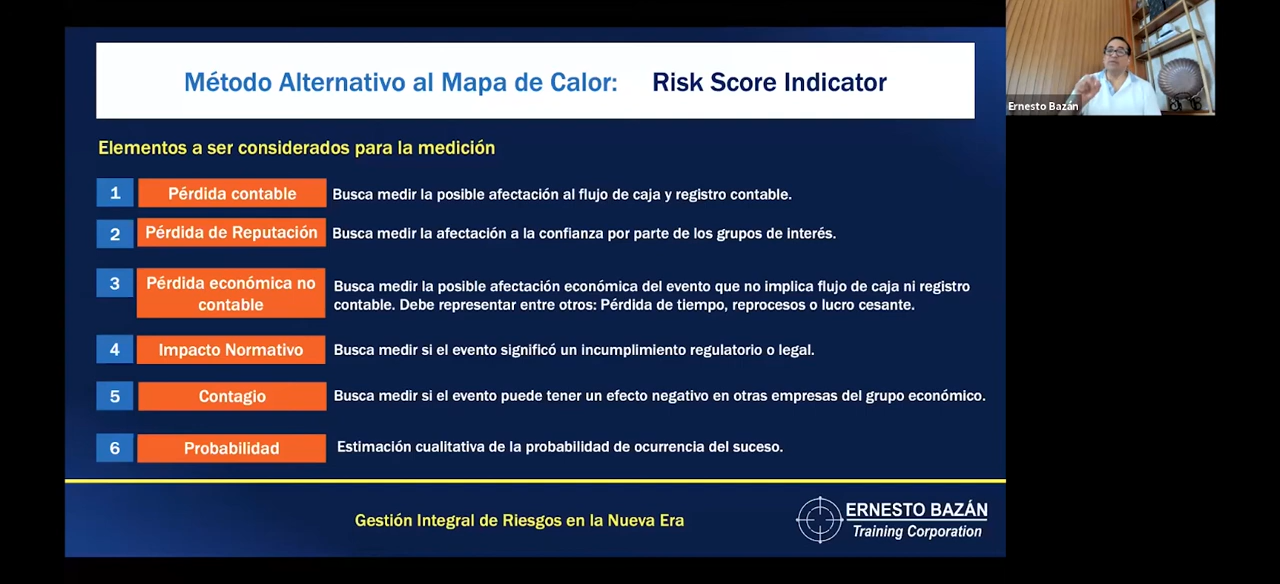 Método Alternativo al Mapa de Calor: Risk Score Indicator
Ernesto Bazán
Elementos a ser considerados para la medición
1 Pérdida contable Busca medir la posible afectación al flujo de caja y registro contable.
2 Pérdida de Reputación Busca medir la afectación a la confianza por parte de los grupos de interés.
3 Pérdida económica no contable
Busca medir la posible afectación económica del evento que no implica flujo de caja ni registro
contable. Debe representar entre otros: Pérdida de tiempo, reprocesos o lucro cesante.
4 Impacto Normativo Busca medir si el evento significó un incumplimiento regulatorio o legal.
5 Contagio Busca medir si el evento puede tener un efecto negativo en otras empresas del grupo económico.
6 Probabilidad Estimación cualitativa de la probabilidad de ocurrencia del suceso.
Gestión Integral de Riesgos en la Nueva Era
ERNESTO BAZÁN
Training Corporation